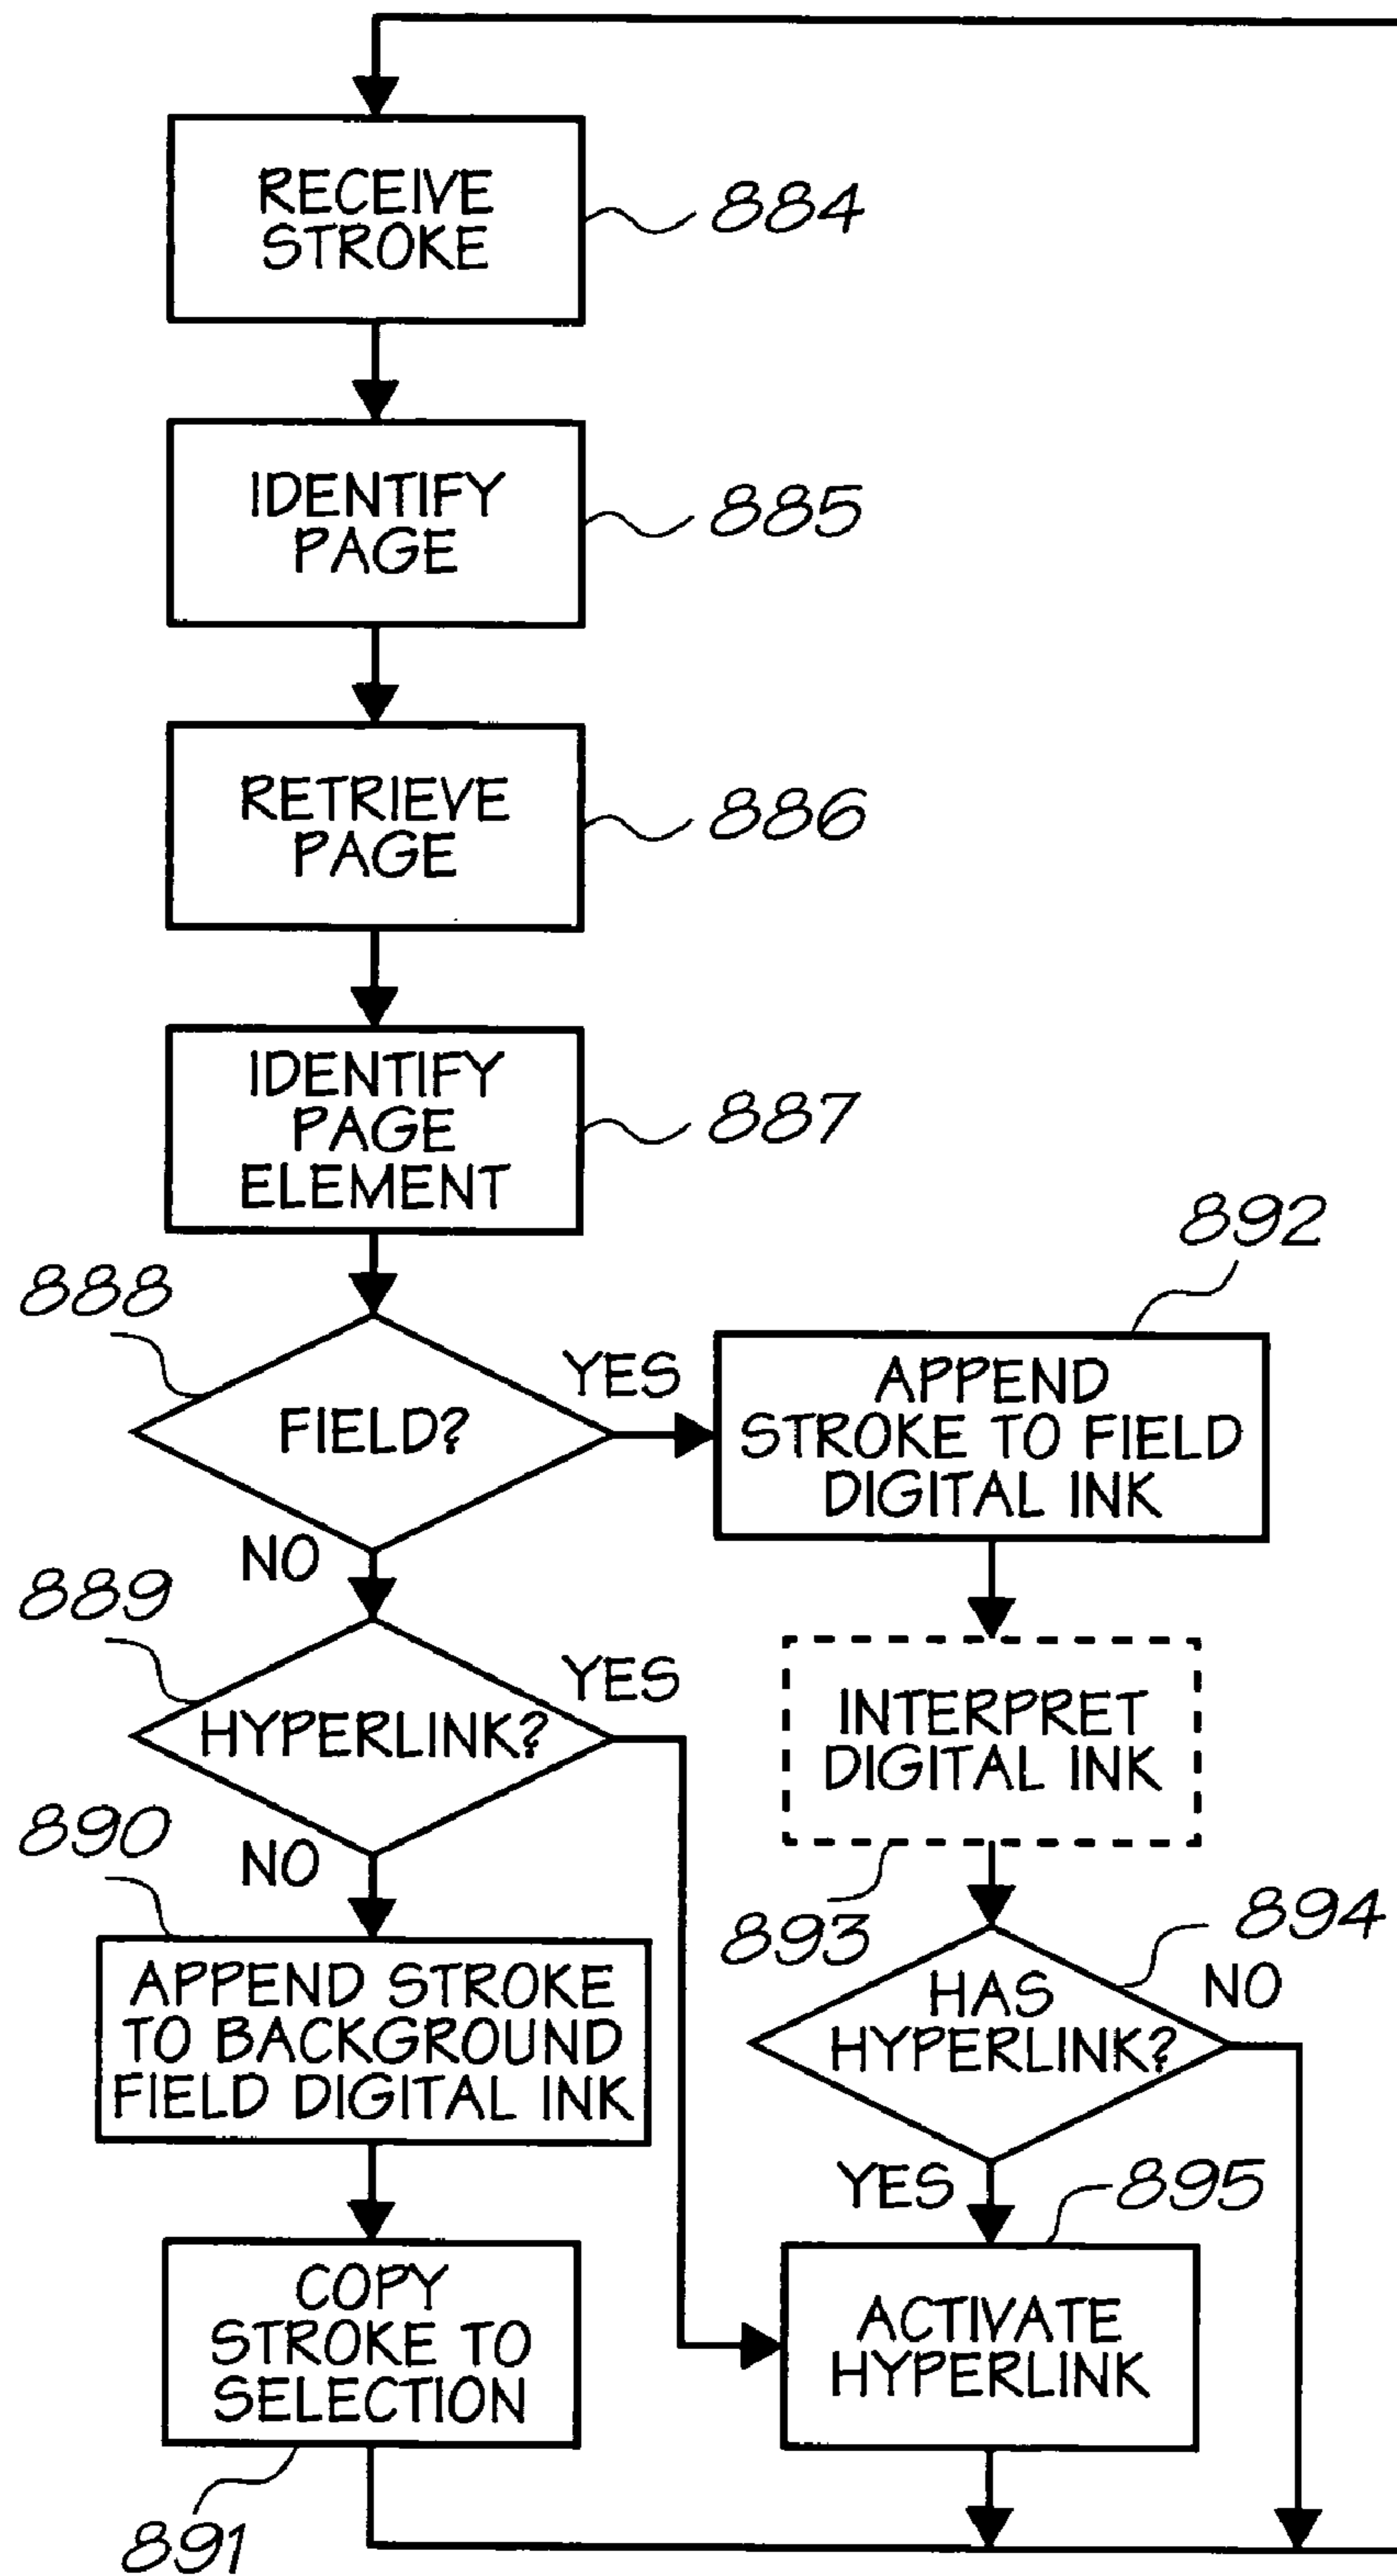 RECEIVE
STROKE
884
IDENTIFY
PAGE
885
RETRIEVE
PAGE
886
IDENTIFY
PAGE
ELEMENT
887
888
FIELD?
YES
NO
892
APPEND
STROKE TO FIELD
DIGITAL INK
889
HYPERLINK?
YES
NO
INTERPRET
DIGITAL INK
893
890
APPEND STROKE
TO BACKGROUND
FIELD DIGITAL INK
894
HAS
HYPERLINK?
NO
YES
895
COPY
STROKE TO
SELECTION
891
ACTIVATE
HYPERLINK